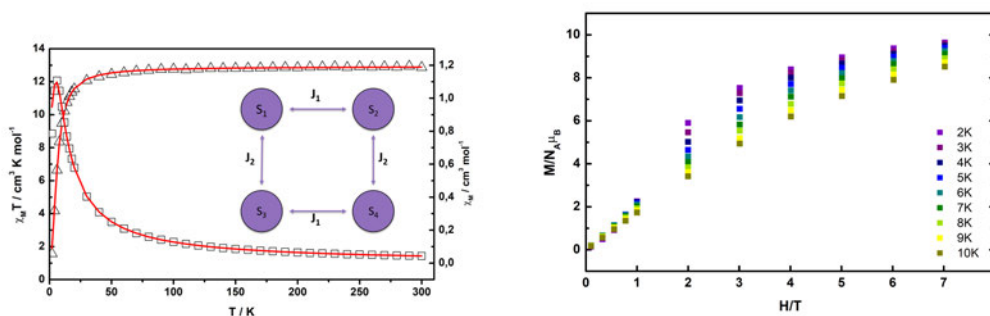 χMT / cm³ K mol⁻¹
14
12
10
8
6
4
2
0
1,2
1,0
0,8
0,6
0,4
0,2
0,0
χM / cm³ mol⁻¹
J1
S1 S2
J2 J2
S3 S4
J1
0 50 100 150 200 250 300
T / K
M/NAμB
10
8
6
4
2
0
2K
3K
4K
5K
6K
7K
8K
9K
10K
0 1 2 3 4 5 6 7 8
H/T